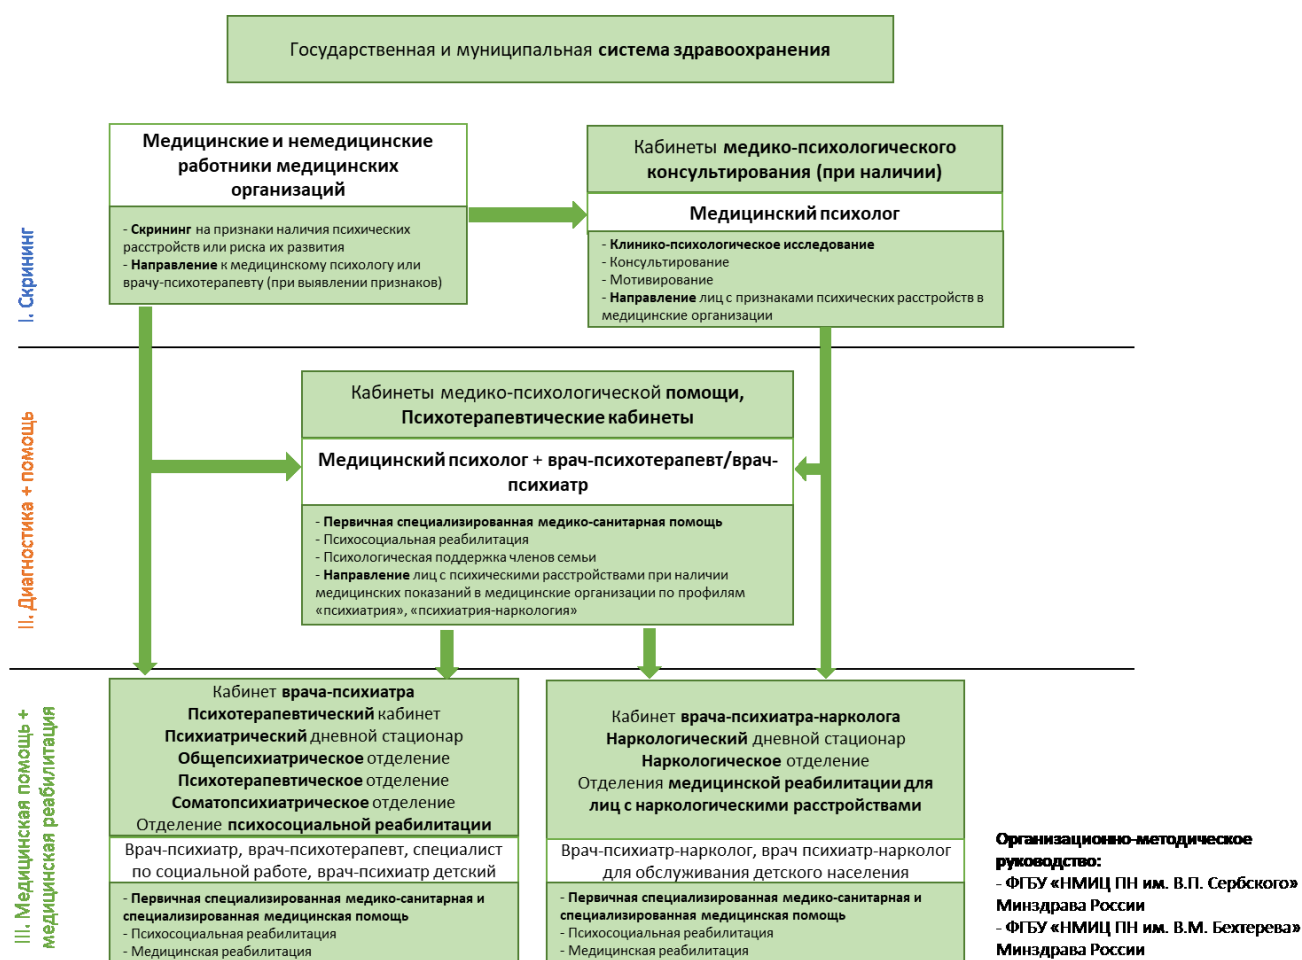 Государственная и муниципальная система здравоохранения
Медицинские и немедицинские
работники медицинских
организаций
- Скрининг на признаки наличия психических
расстройств или риска их развития
- Направление к медицинскому психологу или
врачу-психотерапевту (при выявлении признаков)
Кабинеты медико-психологического
консультирования (при наличии)
Медицинский психолог
- Клинико-психологическое исследование
- Консультирование
- Мотивирование
- Направление лиц с признаками психических расстройств в
медицинские организации
I. Скрининг
Кабинеты медико-психологической помощи,
Психотерапевтические кабинеты
Медицинский психолог + врач-психотерапевт/врач-
психиатр
- Первичная специализированная медико-санитарная помощь
- Психосоциальная реабилитация
- Психологическая поддержка членов семьи
- Направление лиц с психическими расстройствами при наличии
медицинских показаний в медицинские организации по профилям
«психиатрия», «психиатрия-наркология»
II. Диагностика + помощь
Кабинет врача-психиатра
Психотерапевтический кабинет
Психиатрический дневной стационар
Общепсихиатрическое отделение
Психотерапевтическое отделение
Соматопсихиатрическое отделение
Отделение психосоциальной реабилитации
Врач-психиатр, врач-психотерапевт, специалист
по социальной работе, врач-психиатр детский
- Первичная специализированная медико-санитарная и
специализированная медицинская помощь
- Психосоциальная реабилитация
- Медицинская реабилитация
Кабинет врача-психиатра-нарколога
Наркологический дневной стационар
Наркологическое отделение
Отделения медицинской реабилитации для
лиц с наркологическими расстройствами
Врач-психиатр-нарколог, врач психиатр-нарколог
для обслуживания детского населения
- Первичная специализированная медико-санитарная и
специализированная медицинская помощь
- Психосоциальная реабилитация
- Медицинская реабилитация
III. Медицинская помощь +
медицинская реабилитация
Организационно-методическое
руководство:
- ФГБУ «НМИЦ ПН им. В.П. Сербского»
Минздрава России
- ФГБУ «НМИЦ ПН им. В.М. Бехтерева»
Минздрава России